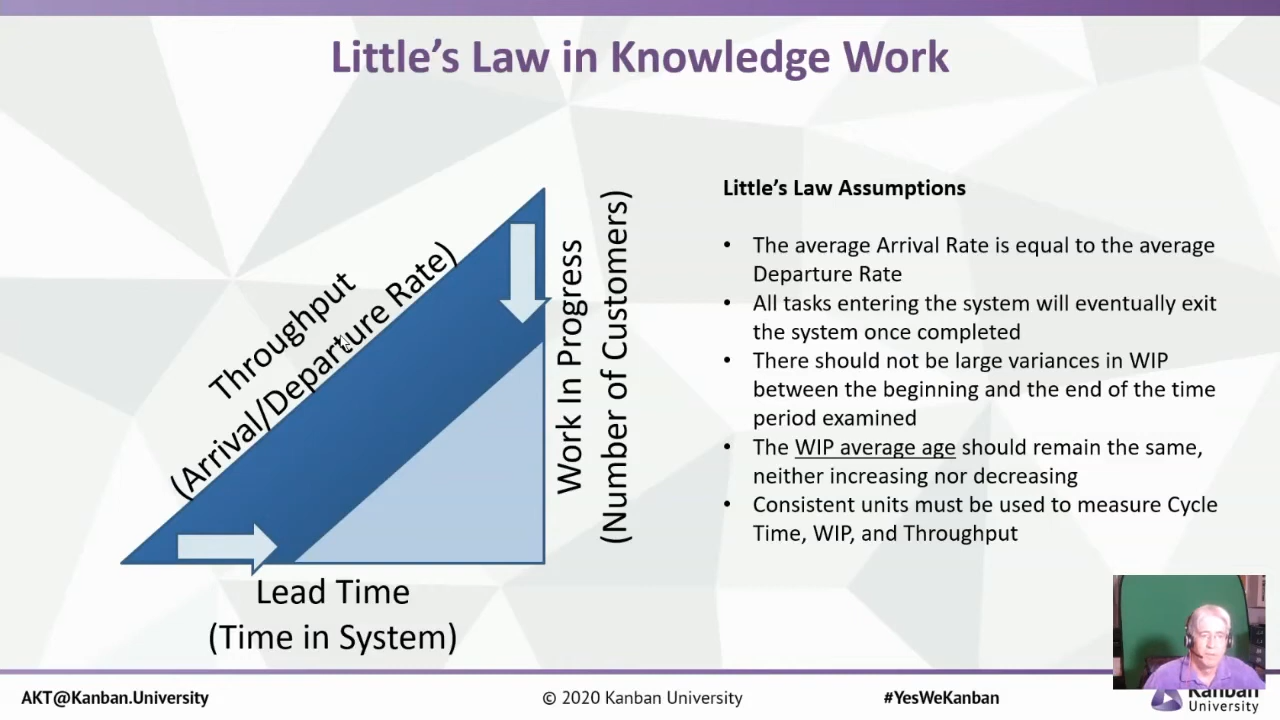 Little's Law in Knowledge Work
Throughput
(Arrival/Departure Rate)
Work In Progress
(Number of Customers)
Lead Time
(Time in System)
Little's Law Assumptions
• The average Arrival Rate is equal to the average
Departure Rate
• All tasks entering the system will eventually exit
the system once completed
• There should not be large variances in WIP
between the beginning and the end of the time
period examined
• The WIP average age should remain the same,
neither increasing nor decreasing
• Consistent units must be used to measure Cycle
Time, WIP, and Throughput
AKT@Kanban.University
© 2020 Kanban University
#YesWeKanban
Kanban
University